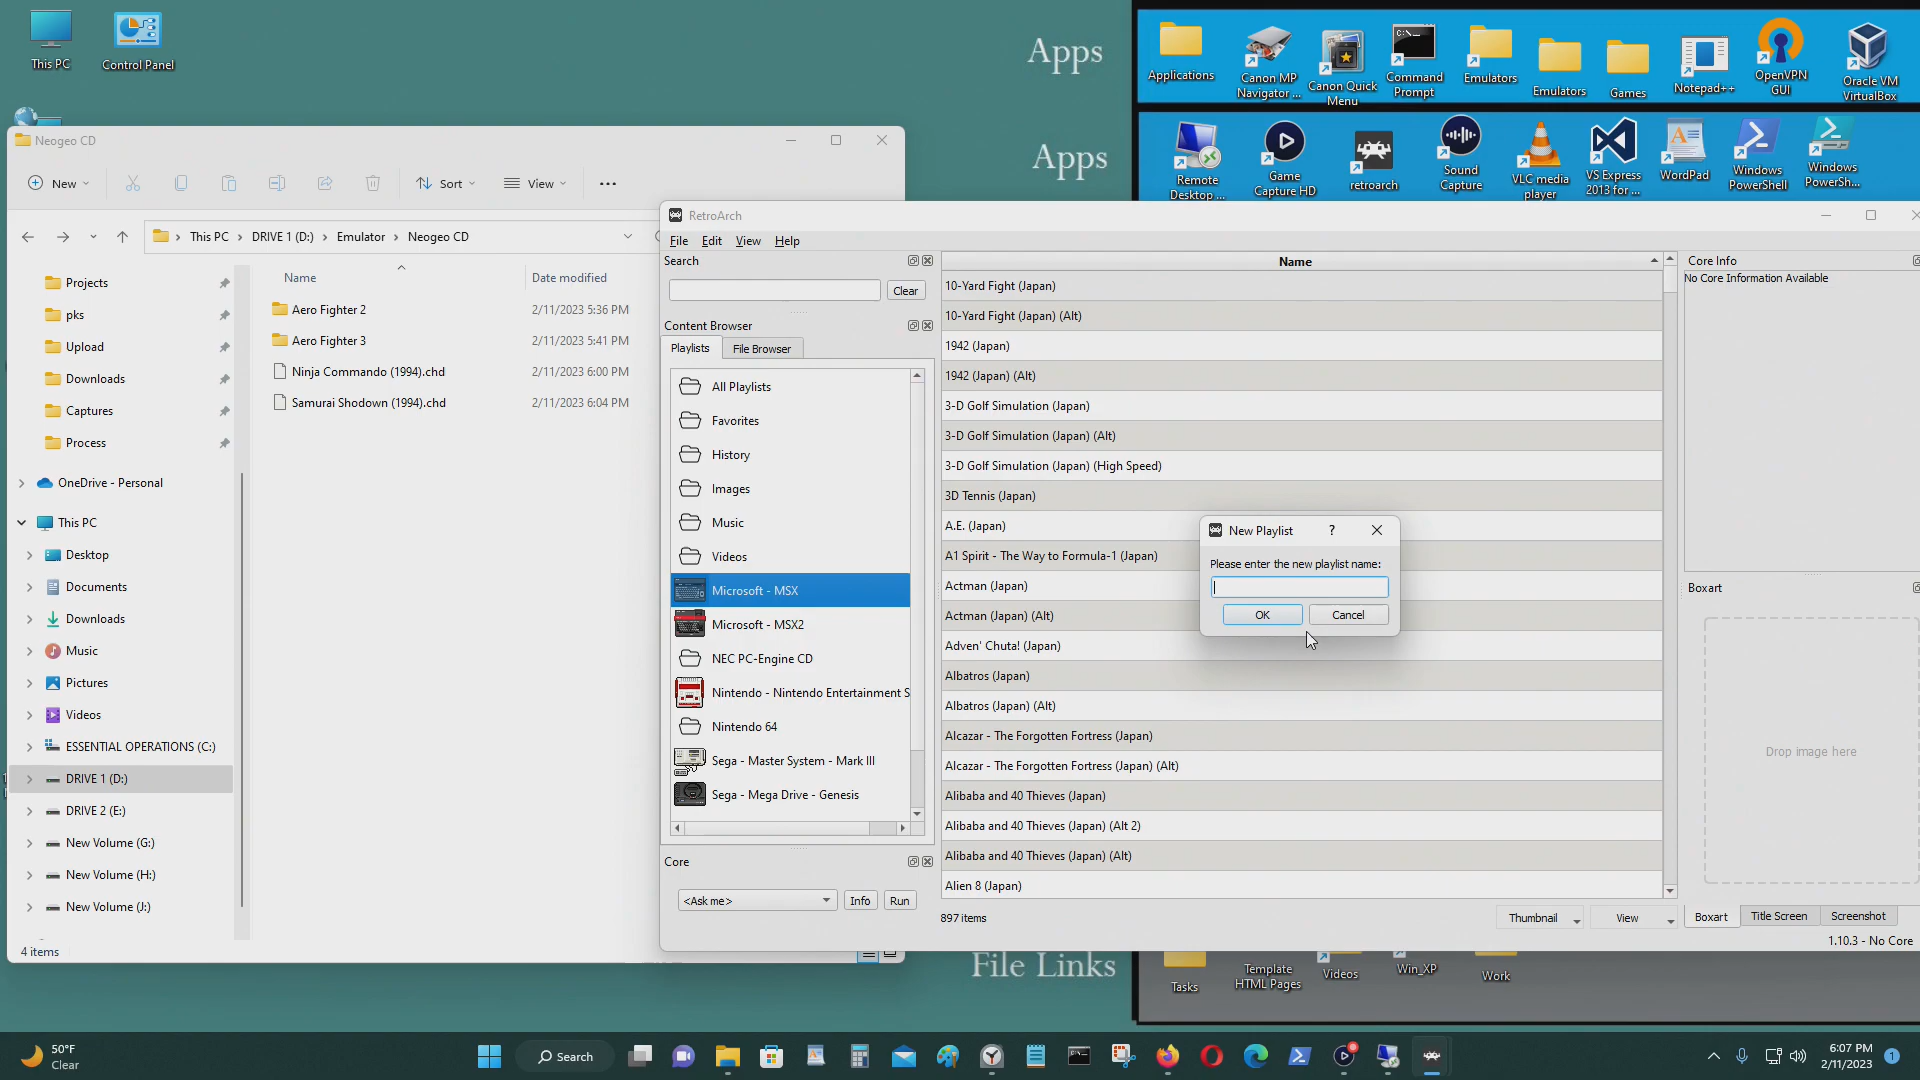 This PC
Control Panel
Apps
Applications
Canon MP
Navigator ...
Canon Quick
Menu
Command
Prompt
Emulators
Emulators
Games
Notepad++
OpenVPN
GUI
Oracle VM
VirtualBox
Apps
Remote
Desktop ...
Game
Capture HD
retroarch
Sound
Capture
VLC media
player
VS Express
2013 for ...
WordPad
Windows
PowerShell
Windows
PowerSh...
Neogeo CD
New
Sort
View
This PC
DRIVE 1 (D:)
Emulator
Neogeo CD
Projects
pks
Upload
Downloads
Captures
Process
OneDrive - Personal
This PC
Desktop
Documents
Downloads
Music
Pictures
Videos
ESSENTIAL OPERATIONS (C:)
DRIVE 1 (D:)
DRIVE 2 (E:)
New Volume (G:)
New Volume (H:)
New Volume (J:)
4 items
Name
Date modified
Aero Fighter 2
2/11/2023 5:36 PM
Aero Fighter 3
2/11/2023 5:41 PM
Ninja Commando (1994).chd
2/11/2023 6:00 PM
Samurai Shodown (1994).chd
2/11/2023 6:04 PM
RetroArch
File
Edit
View
Help
Search
Clear
Content Browser
Playlists
File Browser
All Playlists
Favorites
History
Images
Music
Videos
Microsoft - MSX
Microsoft - MSX2
NEC PC-Engine CD
Nintendo - Nintendo Entertainment S
Nintendo 64
Sega - Master System - Mark III
Sega - Mega Drive - Genesis
Core
<Ask me>
Info
Run
Name
10-Yard Fight (Japan)
10-Yard Fight (Japan) (Alt)
1942 (Japan)
1942 (Japan) (Alt)
3-D Golf Simulation (Japan)
3-D Golf Simulation (Japan) (Alt)
3-D Golf Simulation (Japan) (High Speed)
3D Tennis (Japan)
A.E. (Japan)
A1 Spirit - The Way to Formula-1 (Japan)
Actman (Japan)
Actman (Japan) (Alt)
Adven' Chuta! (Japan)
Albatros (Japan)
Albatros (Japan) (Alt)
Alcazar - The Forgotten Fortress (Japan)
Alcazar - The Forgotten Fortress (Japan) (Alt)
Alibaba and 40 Thieves (Japan)
Alibaba and 40 Thieves (Japan) (Alt 2)
Alibaba and 40 Thieves (Japan) (Alt)
Alien 8 (Japan)
897 items
Thumbnail
View
New Playlist
?
Please enter the new playlist name:
OK
Cancel
Core Info
No Core Information Available
Boxart
Drop image here
Boxart
Title Screen
Screenshot
1.10.3 - No Core
File Links
Tasks
Template
HTML Pages
Videos
Win_XP
Work
50°F
Clear
Search
6:07 PM
2/11/2023
1